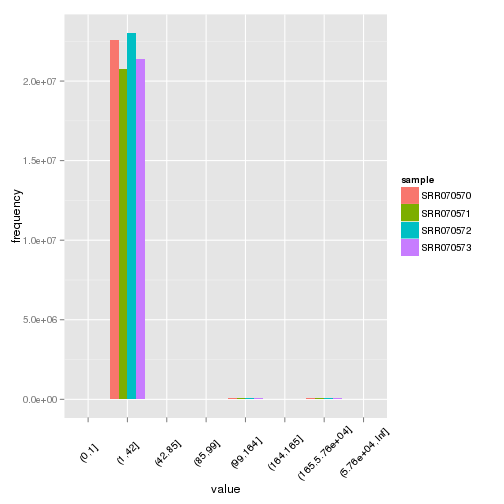 frequency
2.0e+07
1.5e+07
1.0e+07
5.0e+06
0.0e+00
(0.1]
(1.42]
(42.85]
(85.99]
(99.164]
(164.165]
(165.5.76e+04]
(5.76e+04.Inf]
value
sample
SRR070570
SRR070571
SRR070572
SRR070573